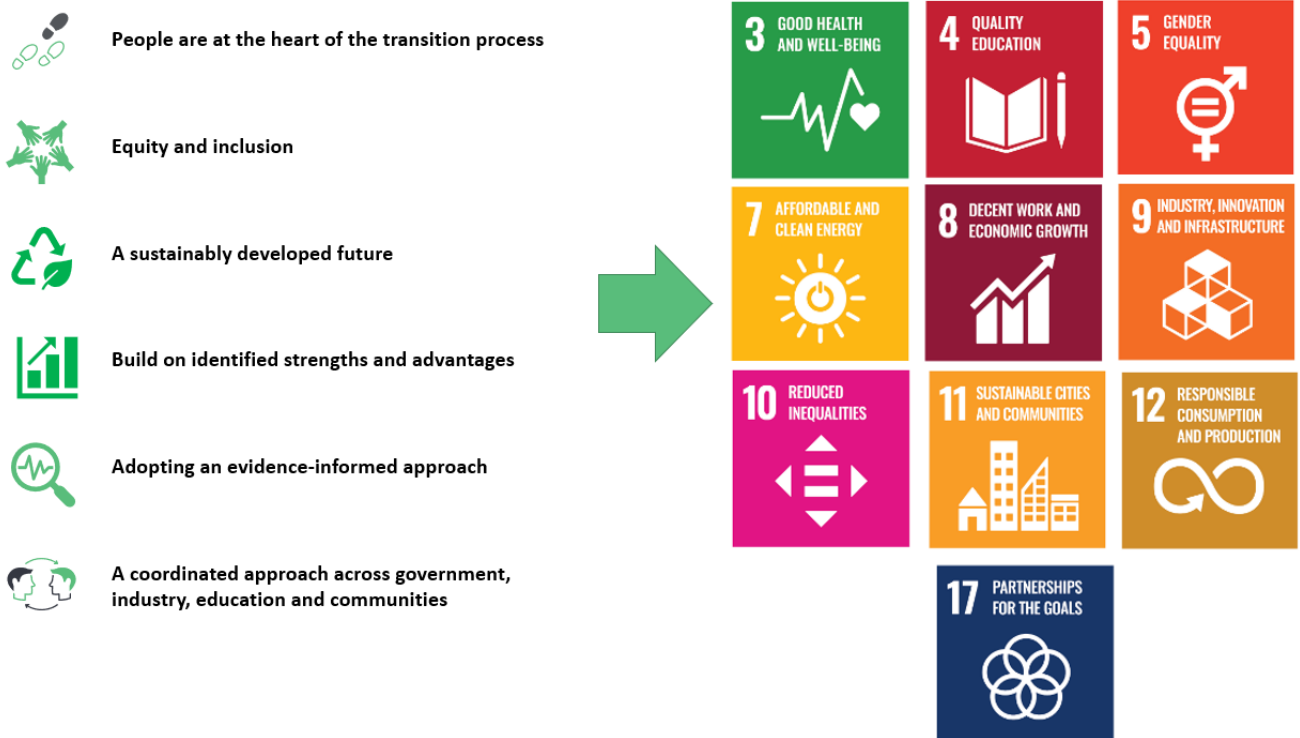 People are at the heart of the transition process
Equity and inclusion
A sustainably developed future
Build on identified strengths and advantages
Adopting an evidence-informed approach
A coordinated approach across government,
industry, education and communities
3 GOOD HEALTH
AND WELL-BEING
4 QUALITY
EDUCATION
5 GENDER
EQUALITY
7 AFFORDABLE AND
CLEAN ENERGY
8 DECENT WORK AND
ECONOMIC GROWTH
9 INDUSTRY, INNOVATION
AND INFRASTRUCTURE
10 REDUCED
INEQUALITIES
11 SUSTAINABLE CITIES
AND COMMUNITIES
12 RESPONSIBLE
CONSUMPTION
AND PRODUCTION
17 PARTNERSHIPS
FOR THE GOALS